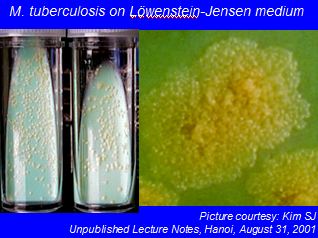 M. tuberculosis on Löwenstein-Jensen medium
Picture courtesy: Kim SJ
Unpublished Lecture Notes, Hanoi, August 31, 2001